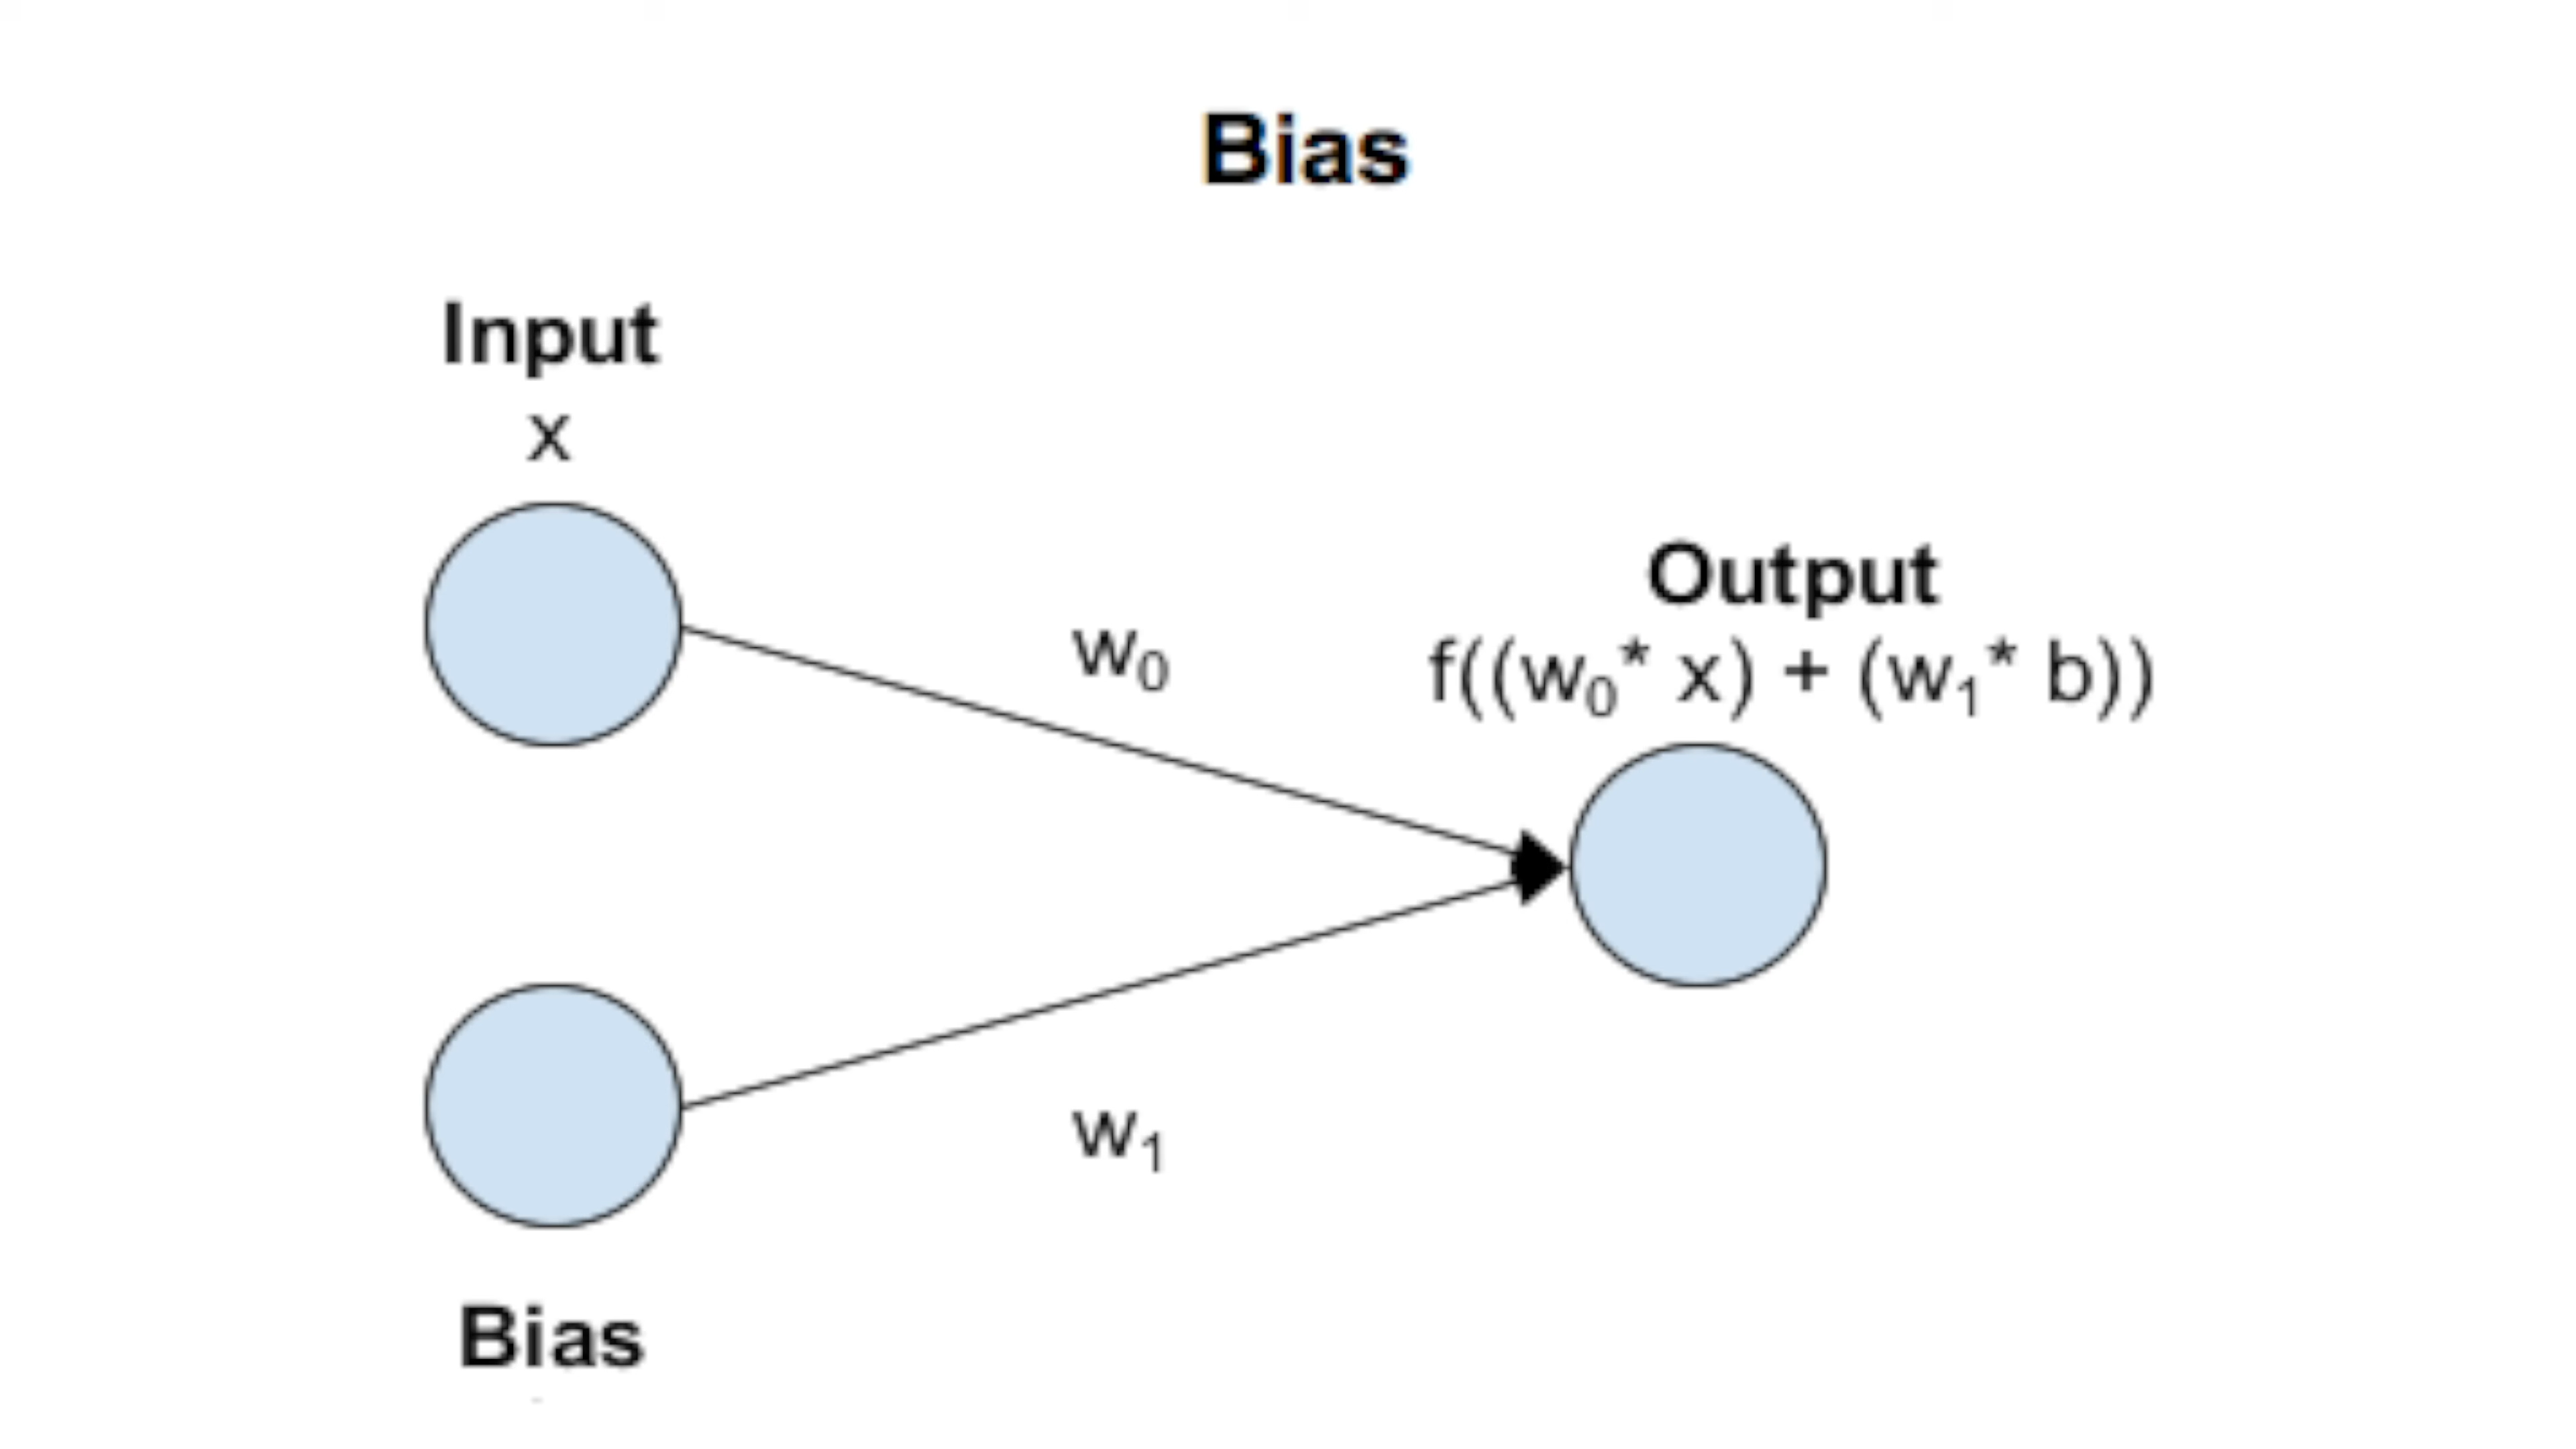 Bias
Input
x
w₀
Output
f((w₀* x) + (w₁* b))
w₁
Bias